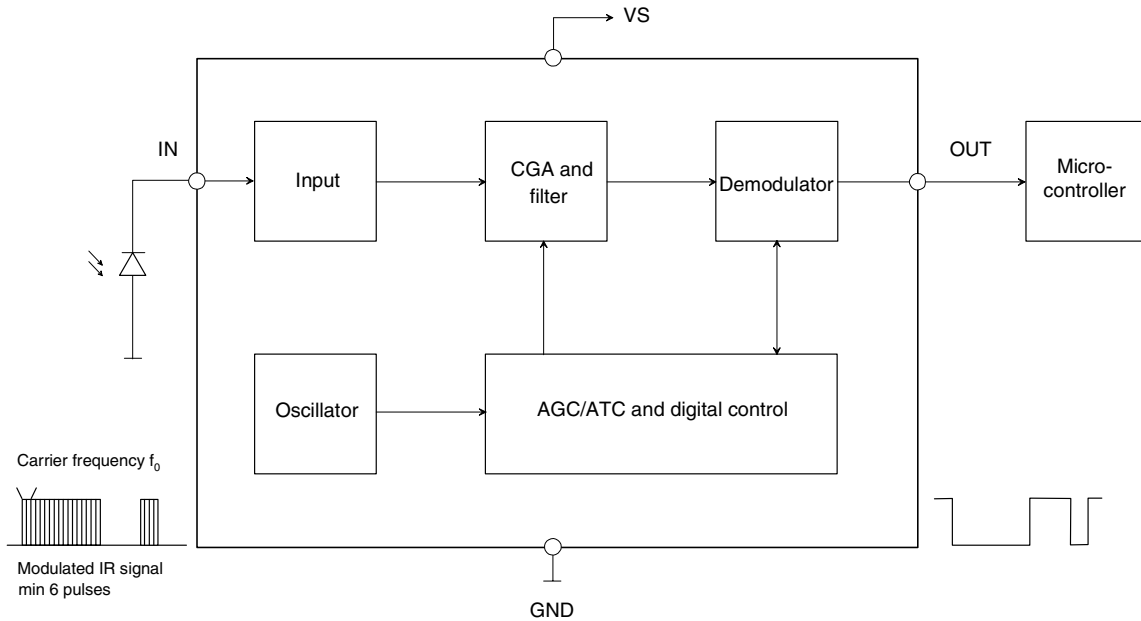 VS
IN
Input
CGA and
filter
Demodulator
OUT
Micro-
controller
Oscillator
AGC/ATC and digital control
Carrier frequency f₀
Modulated IR signal
min 6 pulses
GND